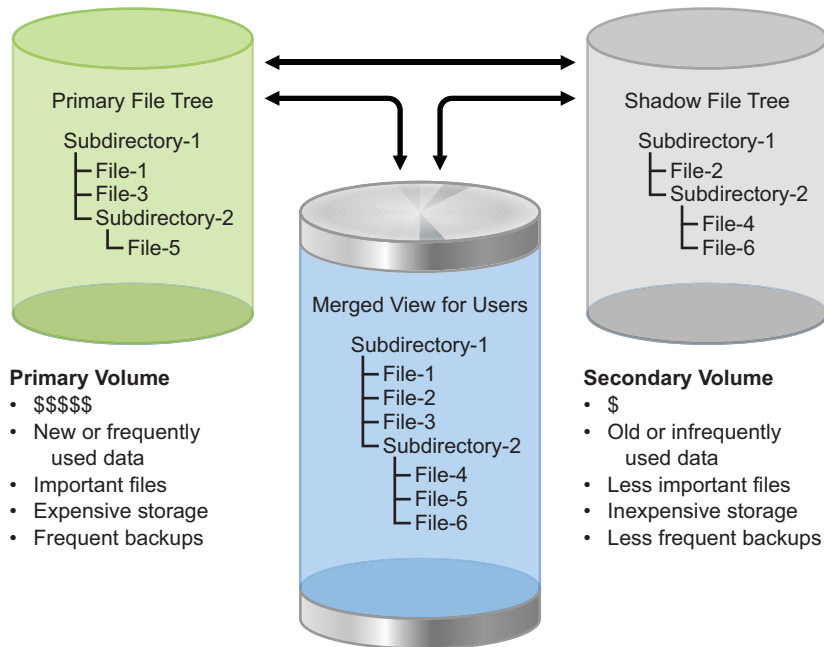 Primary File Tree
Subdirectory-1
File-1
File-3
Subdirectory-2
File-5
Shadow File Tree
Subdirectory-1
File-2
Subdirectory-2
File-4
File-6
Merged View for Users
Subdirectory-1
File-1
File-2
File-3
Subdirectory-2
File-4
File-5
File-6
Primary Volume
• $$$$$
• New or frequently
used data
• Important files
• Expensive storage
• Frequent backups
Secondary Volume
• $
• Old or infrequently
used data
• Less important files
• Inexpensive storage
• Less frequent backups